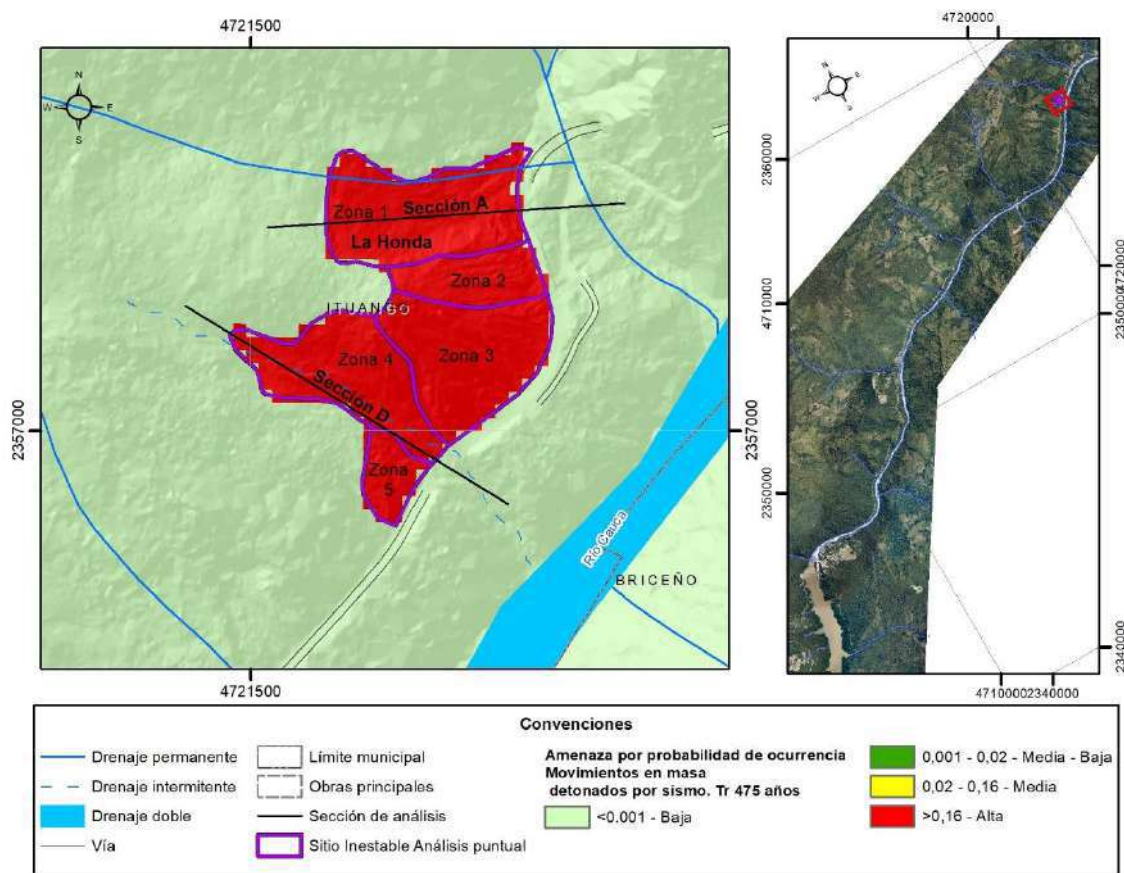 4721500
4720000
N
W
E
S
N
W
E
S
2360000
4720000
2350000
4710000
2357000
2357000
Zona 1
Sección A
La Honda
Zona 2
ITUANGO
Zona 4
Zona 3
Sección D
Zona
5
Río Cauca
BRICEÑO
2350000
2340000
4721500
47100002340000
Convenciones
Drenaje permanente
Drenaje intermitente
Drenaje doble
Vía
Límite municipal
Obras principales
Sección de análisis
Sitio Inestable Análisis puntual
Amenaza por probabilidad de ocurrencia
Movimientos en masa
detonados por sismo. Tr 475 años
<0.001 - Baja
0,001 - 0,02 - Media - Baja
0,02 - 0,16 - Media
>0,16 - Alta